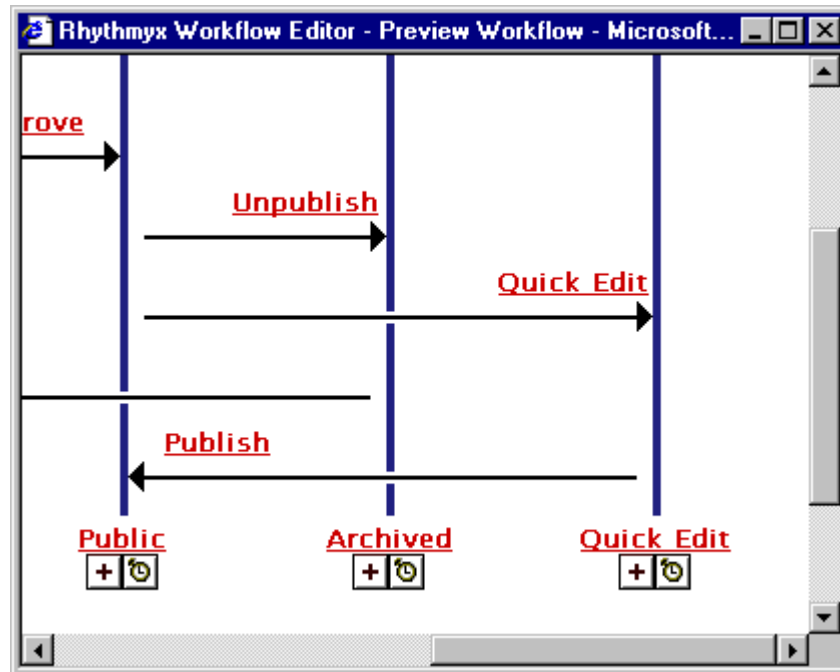 Rhythmyx Workflow Editor - Preview Workflow - Microsoft...
rove
Unpublish
Quick Edit
Publish
Public Archived Quick Edit